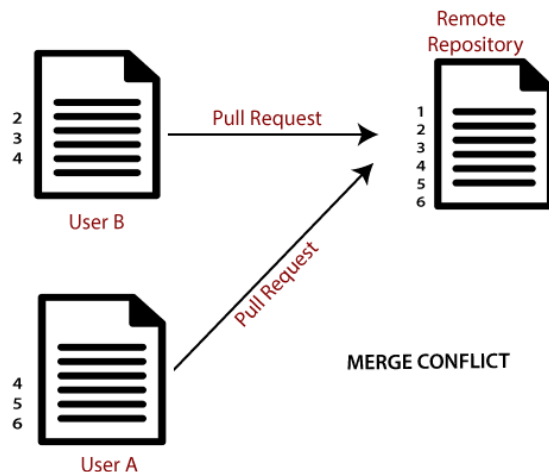 Remote
Repository
2
3
4
Pull Request
1
2
3
4
5
6
User B
Pull Request
4
5
6
MERGE CONFLICT
User A